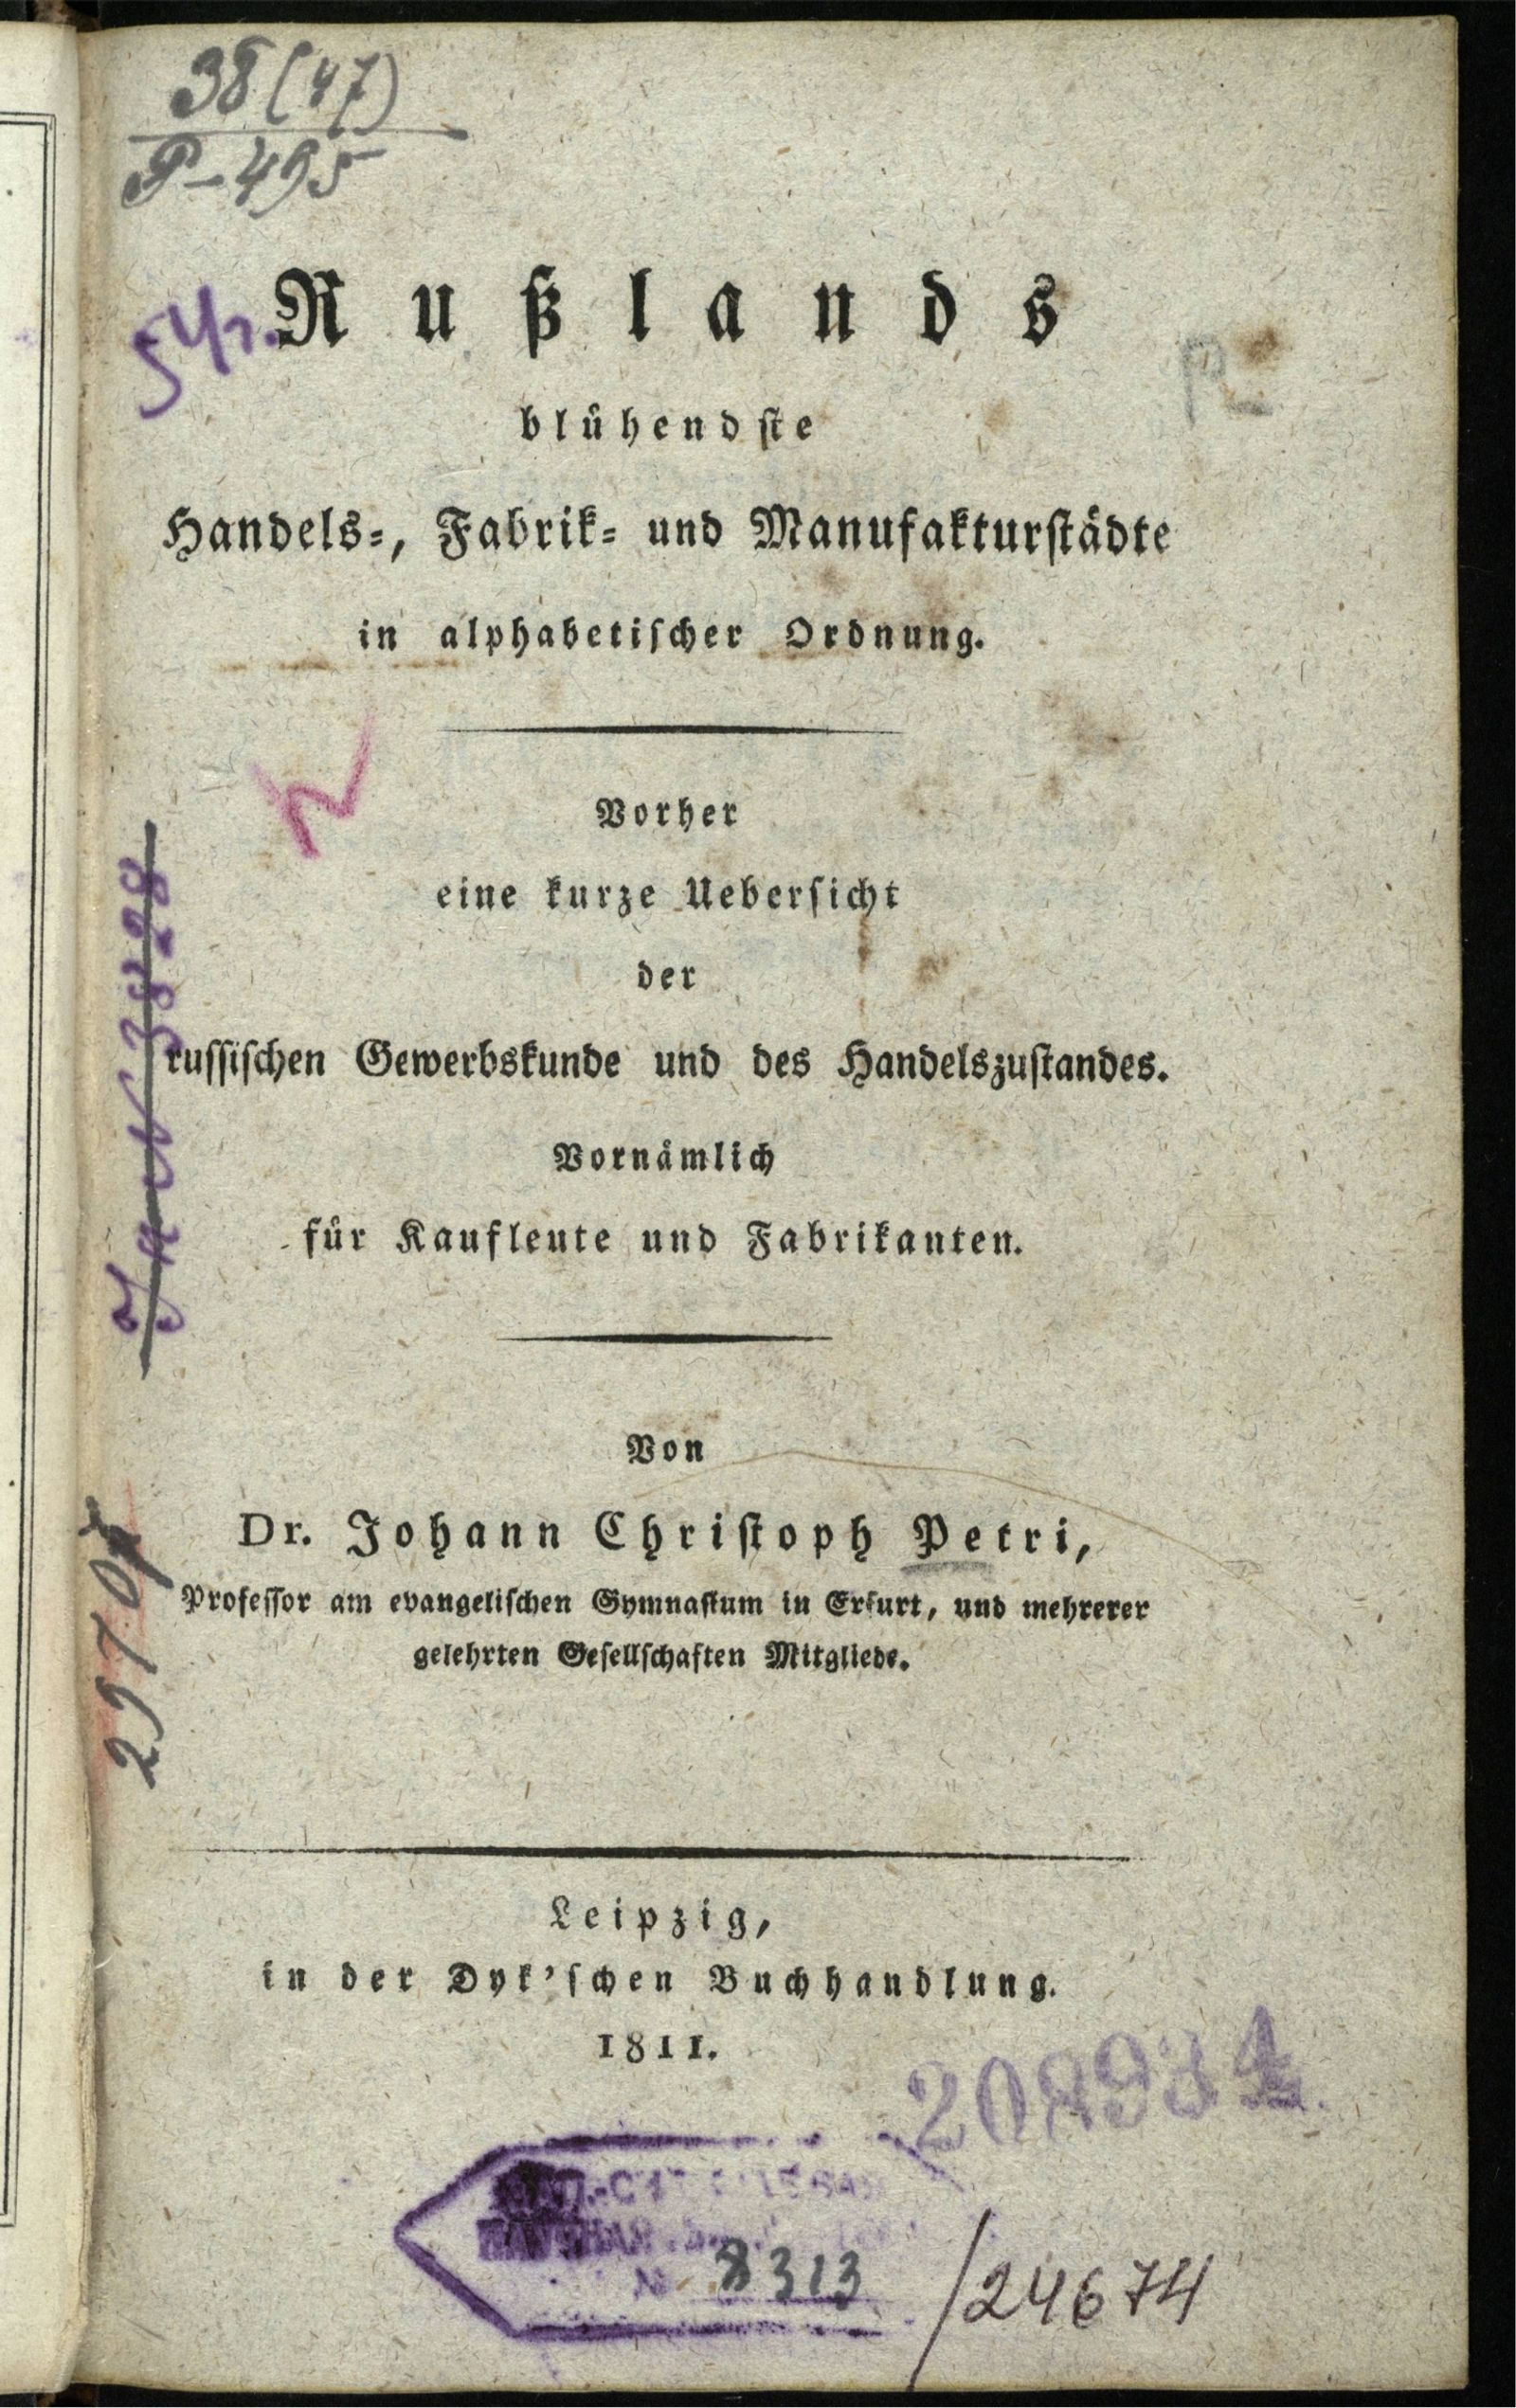 38(47)
P-495
54г.
Rußlands
P
blühendste
Handels-, Fabrik- und Manufakturstädte
in alphabetischer Ordnung.
Vorher
eine kurze Uebersicht
der
russischen Gewerbskunde und des Handelszustandes.
Vornämlich
für Kaufleute und Fabrikanten.
Von
Dr. Johann Christoph Petri,
Professor am evangelischen Gymnasium in Erfurt, und mehrerer
gelehrten Gesellschaften Mitgliede.
Leipzig,
in der Dyk'schen Buchhandlung.
1811.
№ 8313
/24674